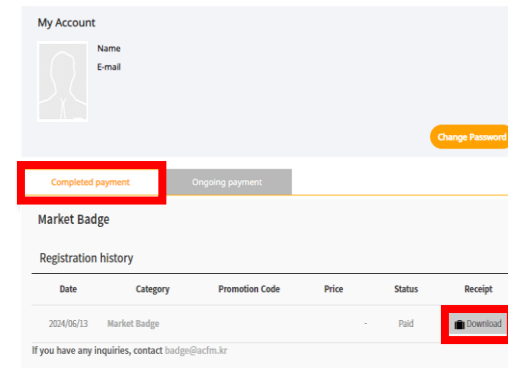 My Account
Name
E-mail
Change Password
Completed payment Ongoing payment
Market Badge
Registration history
Date Category Promotion Code Price Status Receipt
2024/06/13 Market Badge - Paid Download
If you have any inquiries, contact badge@acfm.kr